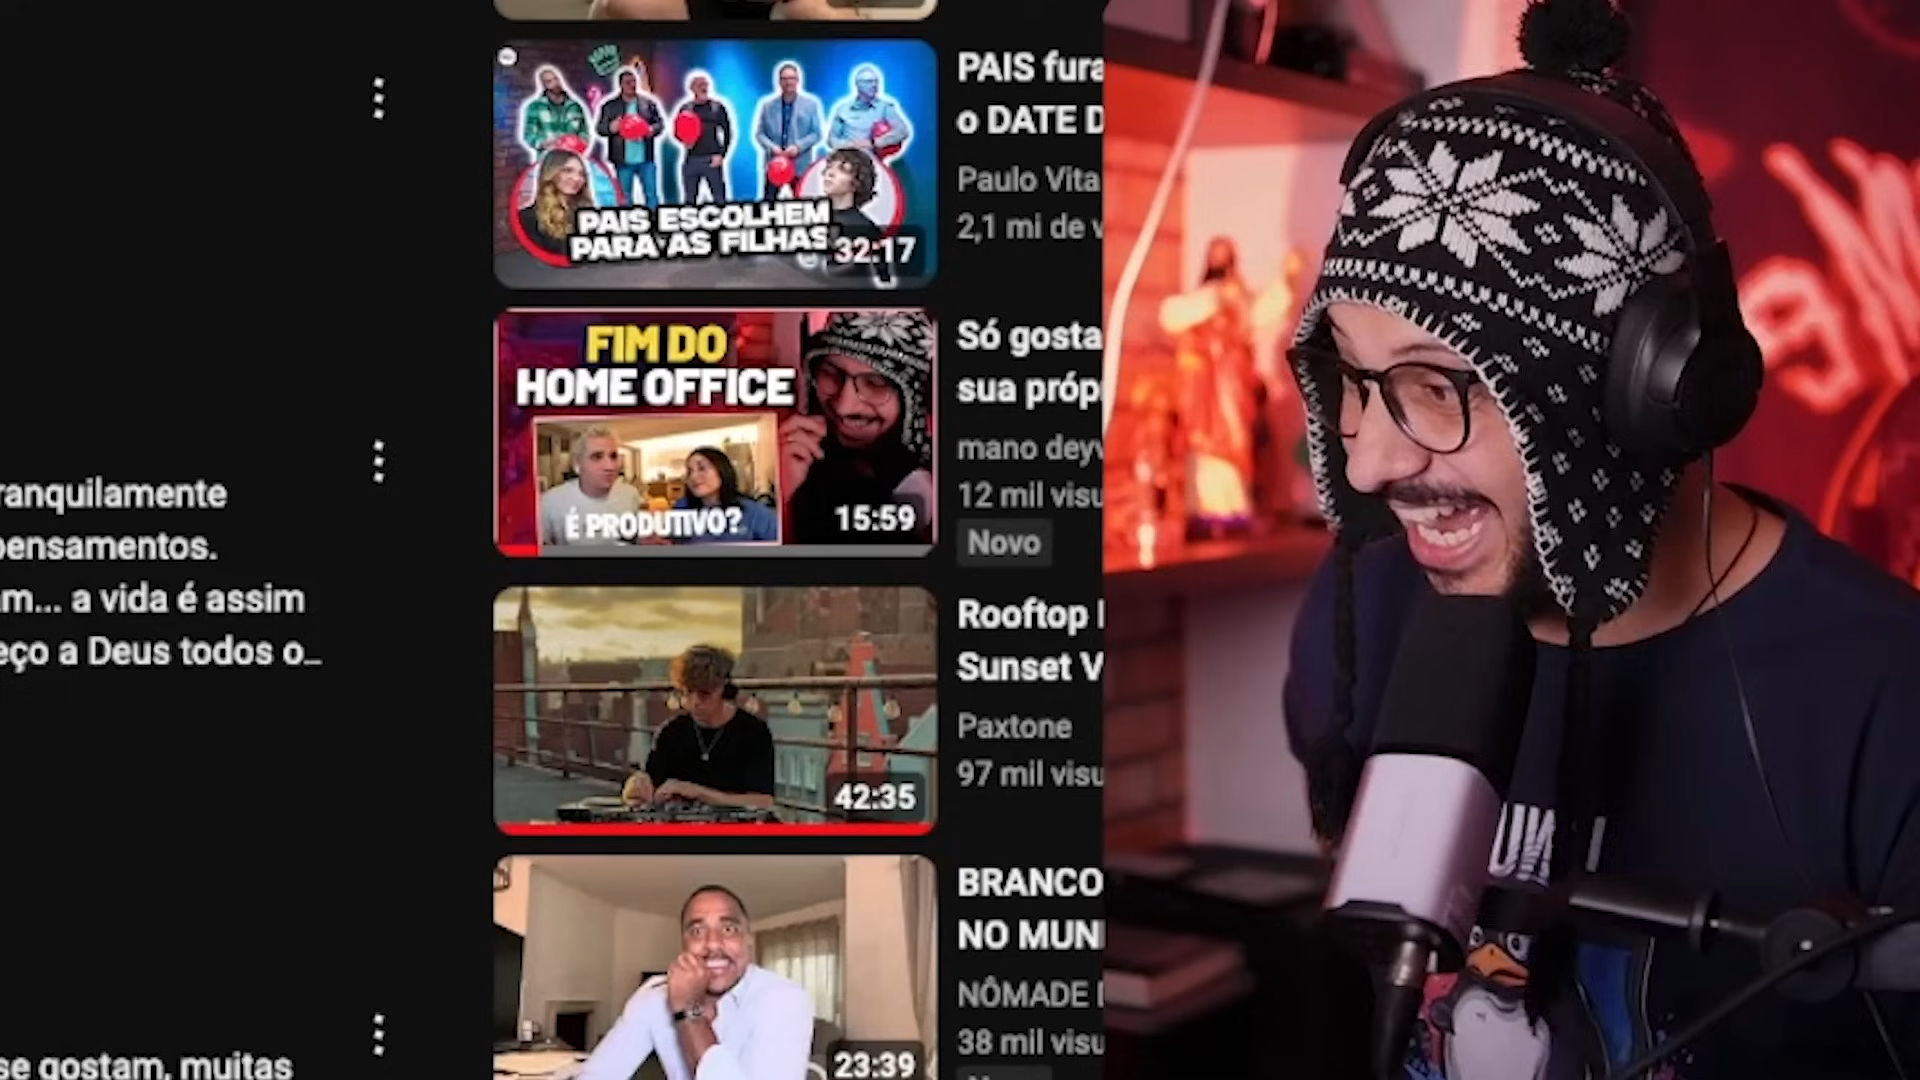 ranquilamente
pensamentos.
am... a vida é assim
eço a Deus todos o...
se gostam, muitas
PAIS ESCOLHEM
PARA AS FILHAS
32:17
PAIS fura
o DATE D
Paulo Vita
2,1 mi de v
FIM DO
HOME OFFICE
É PRODUTIVO?
15:59
Só gosta
sua própr
mano deyv
12 mil visu
Novo
42:35
Rooftop
Sunset V
Paxtone
97 mil visu
23:39
BRANCO
NO MUN
NÔMADE
38 mil visu